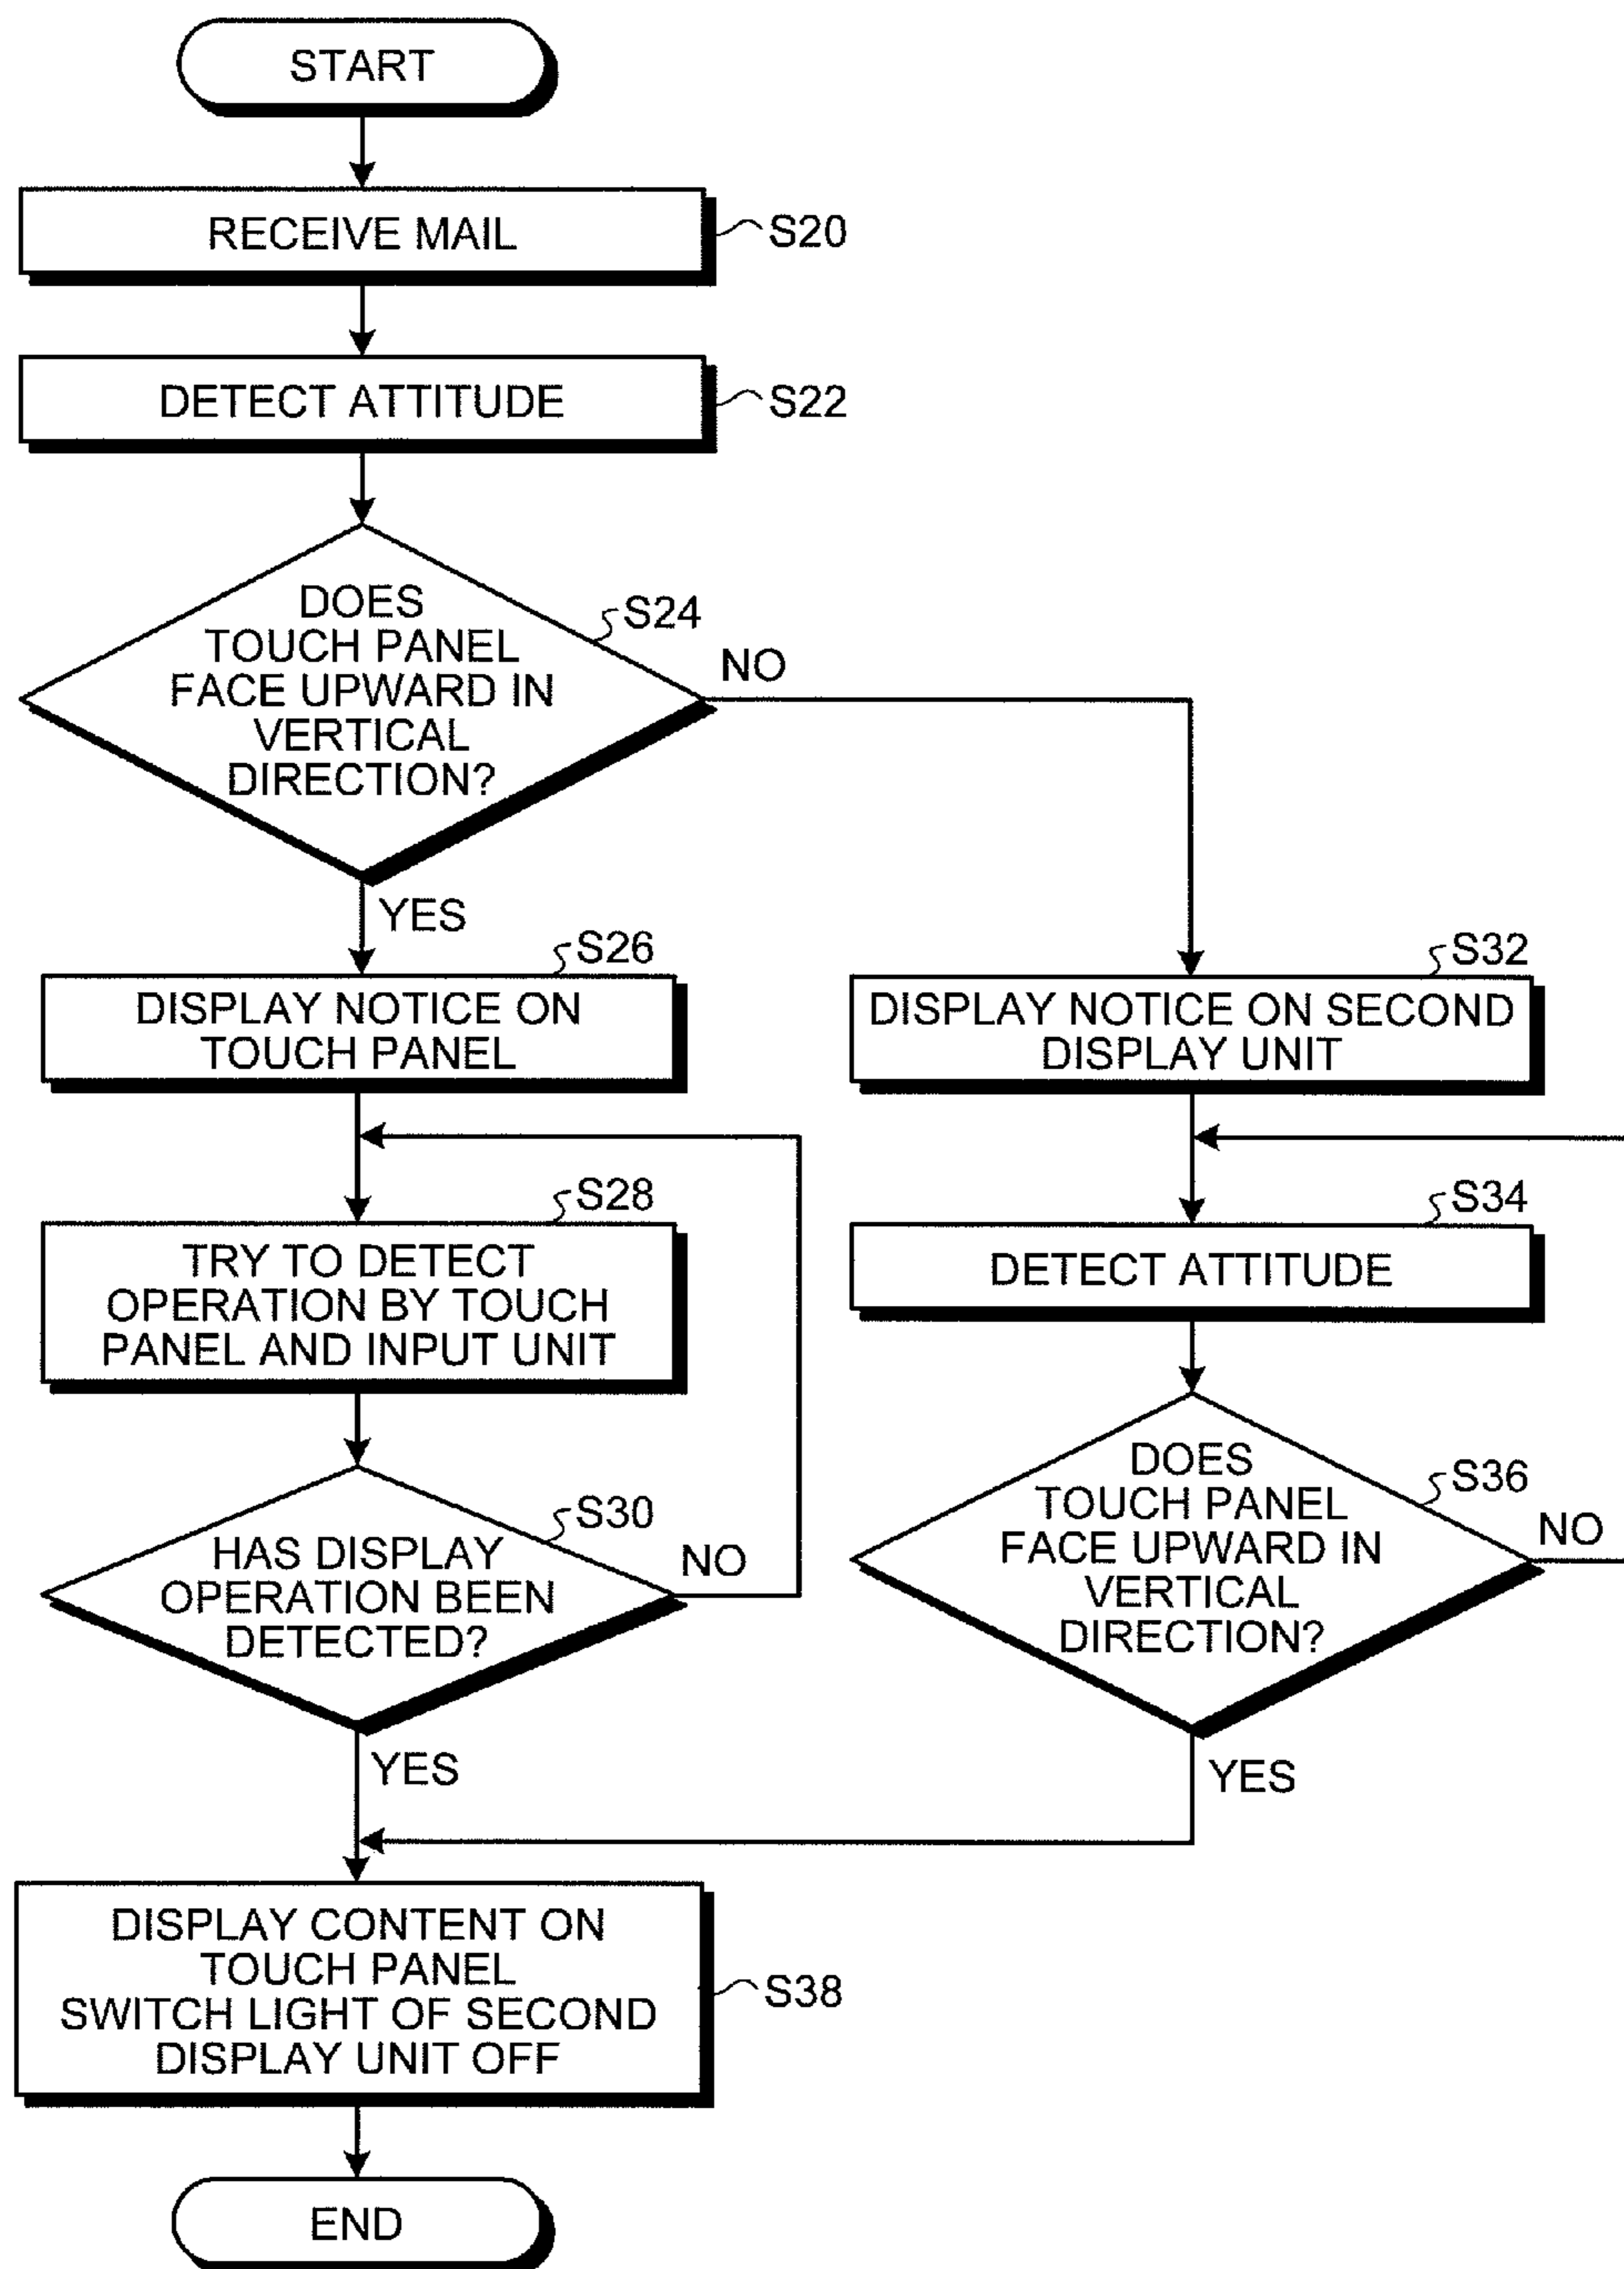 START
RECEIVE MAIL
S20
DETECT ATTITUDE
S22
DOES
TOUCH PANEL
FACE UPWARD IN
VERTICAL
DIRECTION?
S24
NO
YES
S26
DISPLAY NOTICE ON
TOUCH PANEL
S32
DISPLAY NOTICE ON SECOND
DISPLAY UNIT
S28
TRY TO DETECT
OPERATION BY TOUCH
PANEL AND INPUT UNIT
S34
DETECT ATTITUDE
S30
HAS DISPLAY
OPERATION BEEN
DETECTED?
NO
YES
S36
DOES
TOUCH PANEL
FACE UPWARD IN
VERTICAL
DIRECTION?
NO
YES
DISPLAY CONTENT ON
TOUCH PANEL
SWITCH LIGHT OF SECOND
DISPLAY UNIT OFF
S38
END